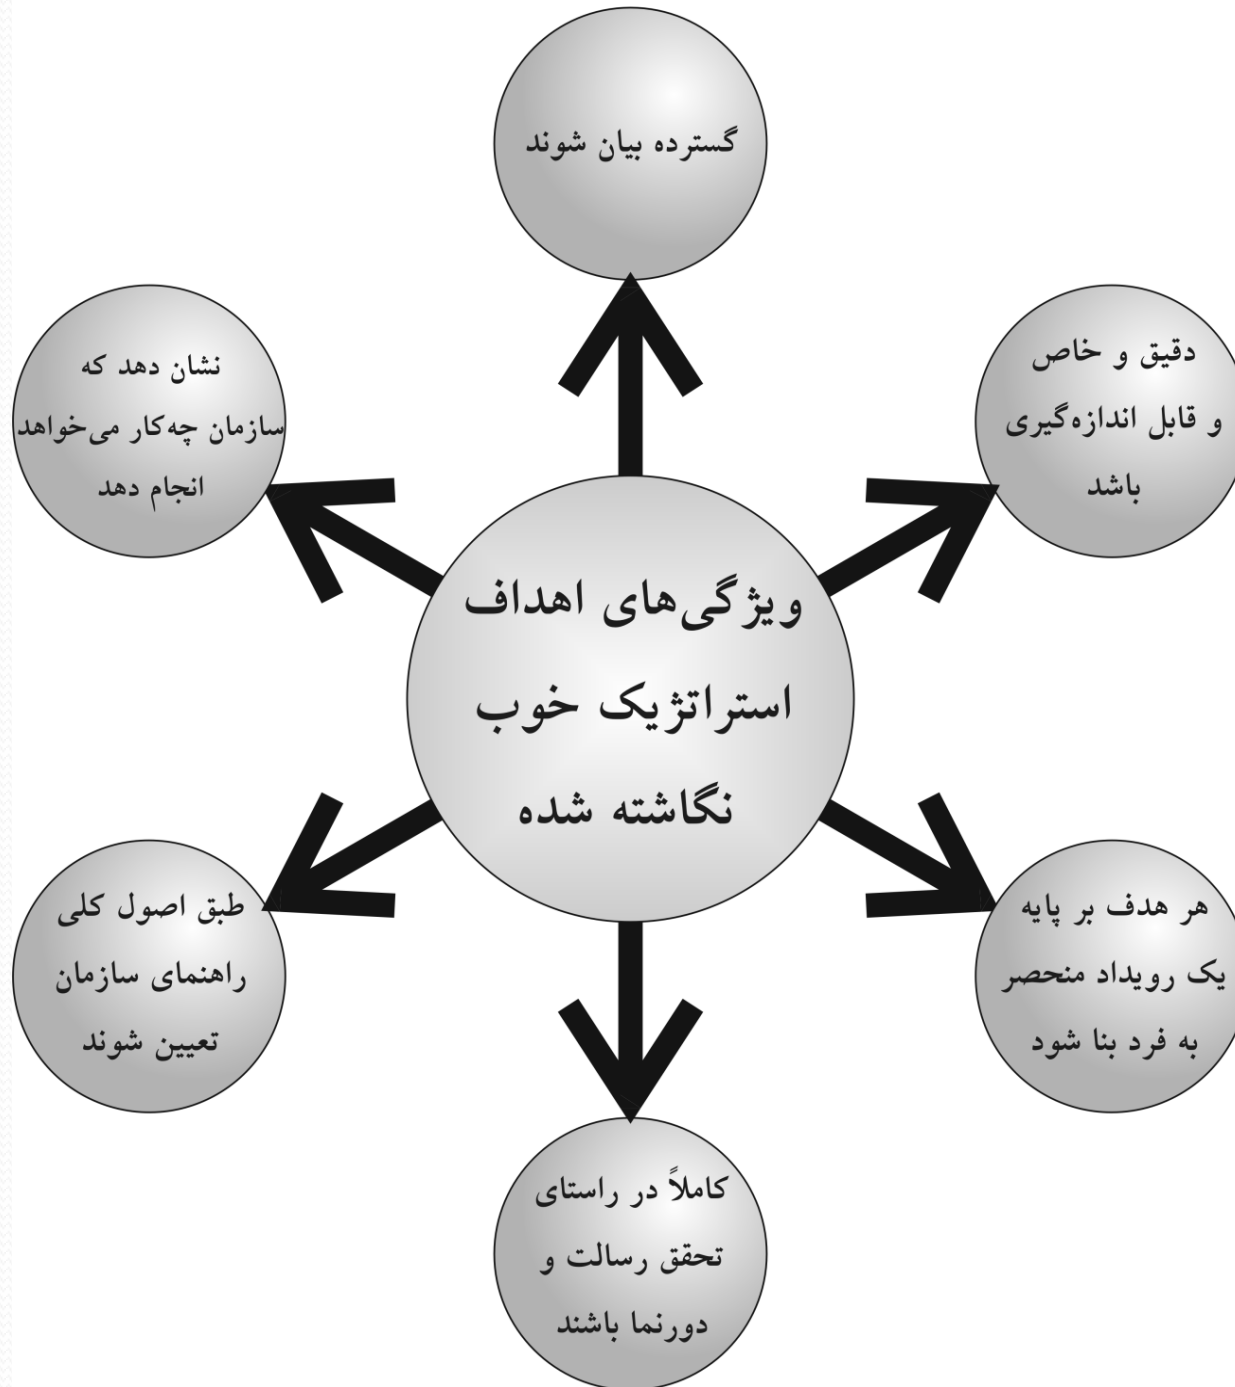 گسترده بیان شوند
دقیق و خاص
و قابل اندازه‌گیری
باشد
نشان دهد که
سازمان چه‌کار می‌خواهد
انجام دهد
ویژگی‌های اهداف
استراتژیک خوب
نگاشته شده
هر هدف بر پایه
یک رویداد منحصر
به فرد بنا شود
طبق اصول کلی
راهنمای سازمان
تعیین شوند
کاملاً در راستای
تحقق رسالت و
دورنما باشند